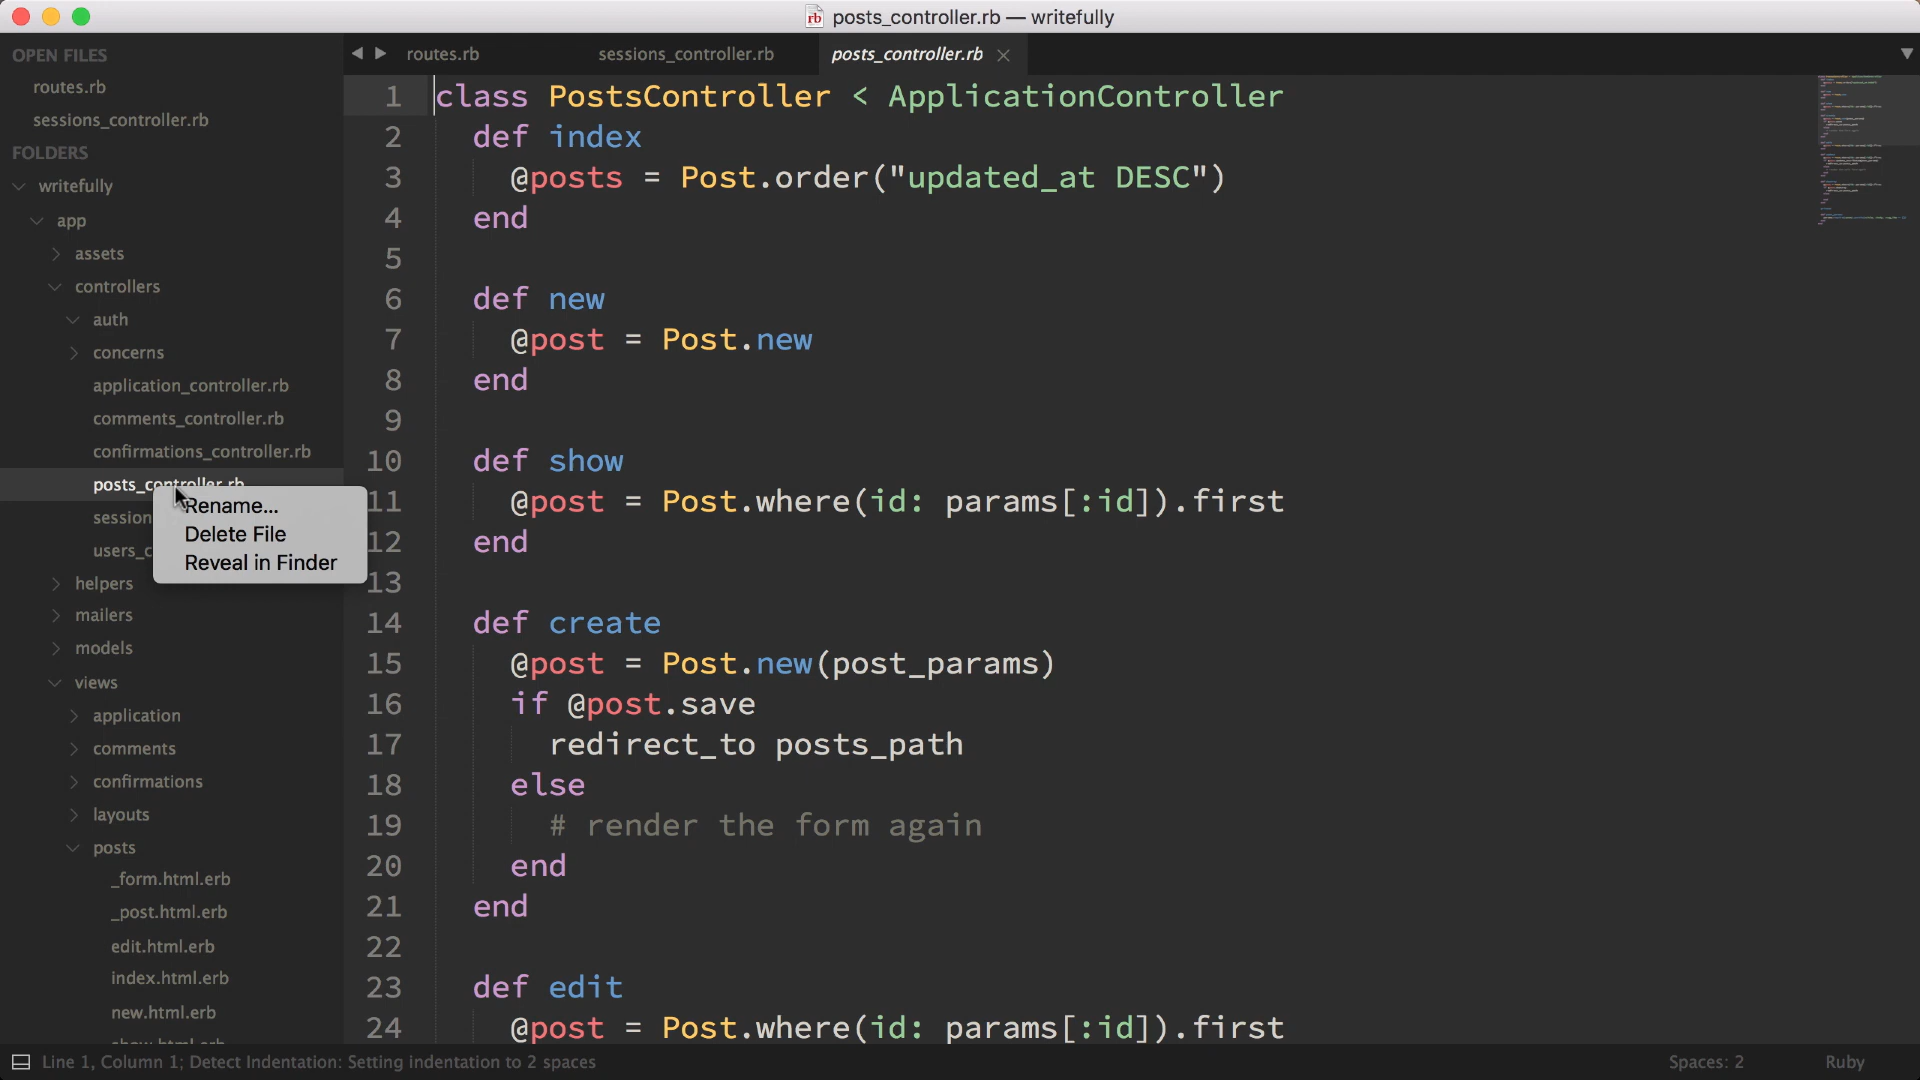 posts_controller.rb — writefully
OPEN FILES
routes.rb
sessions_controller.rb
FOLDERS
writefully
app
assets
controllers
auth
concerns
application_controller.rb
comments_controller.rb
confirmations_controller.rb
posts_controller.rb
session
users_c
Rename...
Delete File
Reveal in Finder
helpers
mailers
models
views
application
comments
confirmations
layouts
posts
_form.html.erb
_post.html.erb
edit.html.erb
index.html.erb
new.html.erb
routes.rb
sessions_controller.rb
posts_controller.rb
1 class PostsController < ApplicationController
2 def index
3 @posts = Post.order("updated_at DESC")
4 end
5
6 def new
7 @post = Post.new
8 end
9
10 def show
11 @post = Post.where(id: params[:id]).first
12 end
13
14 def create
15 @post = Post.new(post_params)
16 if @post.save
17 redirect_to posts_path
18 else
19 # render the form again
20 end
21 end
22
23 def edit
24 @post = Post.where(id: params[:id]).first
Line 1, Column 1; Detect Indentation: Setting indentation to 2 spaces
Spaces: 2
Ruby